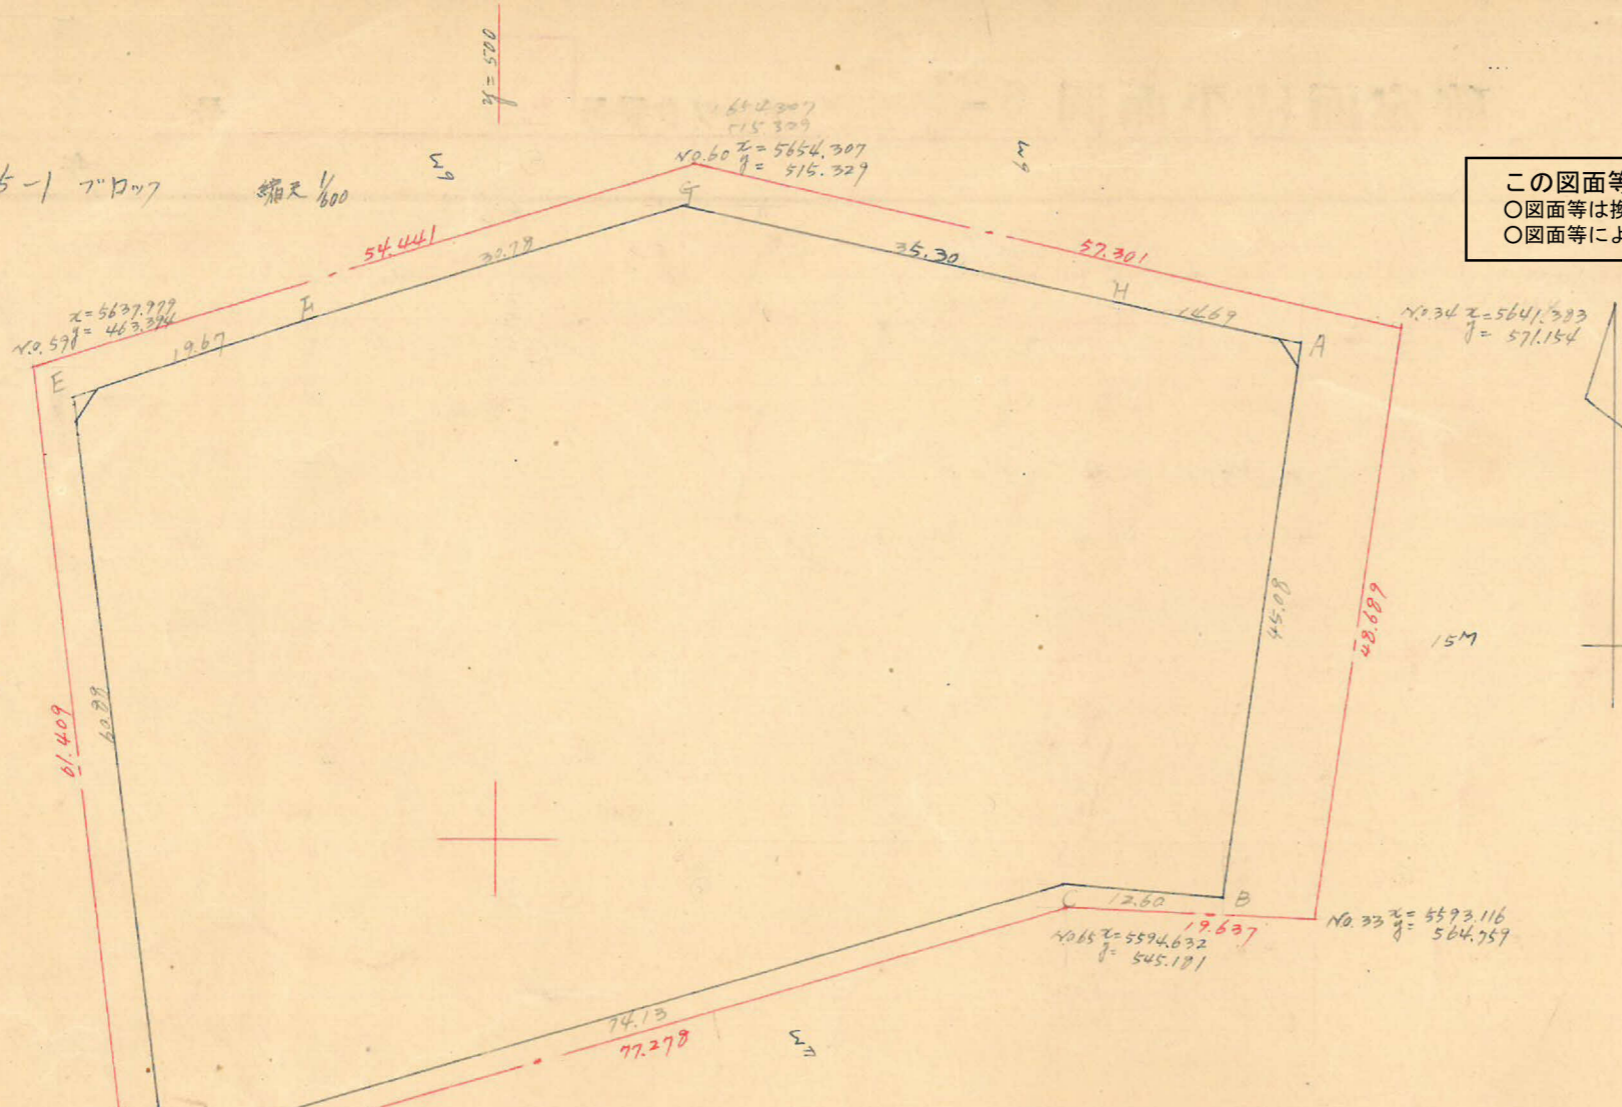 y=500
654.307
515.329
No.60 x=5654.307
y= 515.329
6M
6M
5-1 ブロック 縮尺 1/600
この図面等
○図面等は換
○図面等によ
G
54.441
30.78
35.30
57.301
F
H
14.69
x=5637.979
No.59 y= 463.394
19.67
E
No.34 x=5641.383
y= 571.154
A
45.08
48.689
15M
61.409
60.88
C
12.60
B
19.637
No.33 x= 5593.116
y= 564.759
No65 x=5594.632
y= 545.181
74.13
77.278